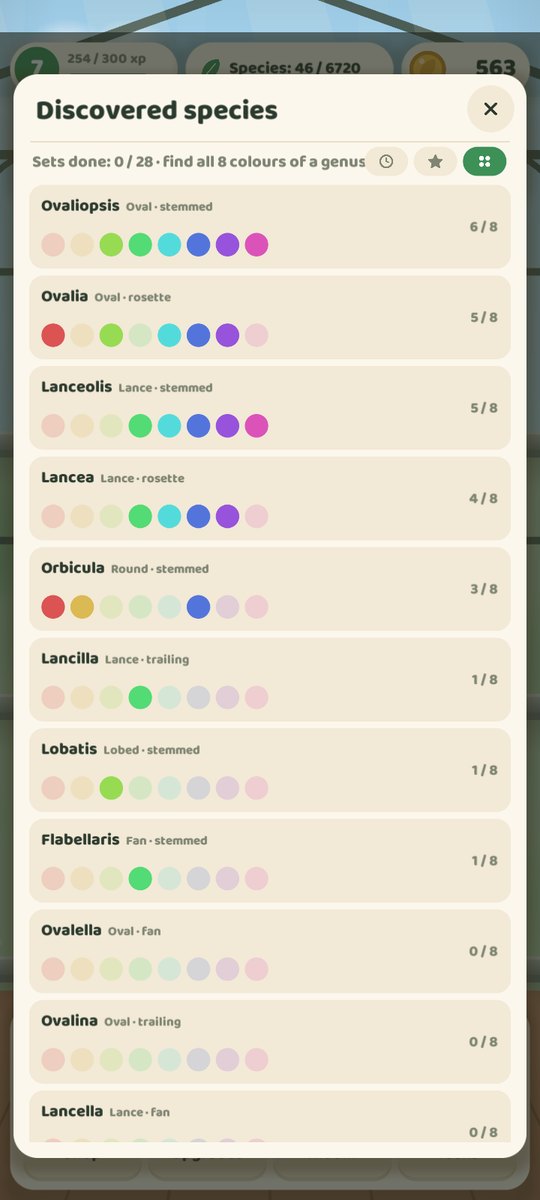 7
254 / 300 xp
Species: 46 / 6720
563
Discovered species
Sets done: 0 / 28 · find all 8 colours of a genus
Ovaliopsis Oval · stemmed
6 / 8
Ovalia Oval · rosette
5 / 8
Lanceolis Lance · stemmed
5 / 8
Lancea Lance · rosette
4 / 8
Orbicula Round · stemmed
3 / 8
Lancilla Lance · trailing
1 / 8
Lobatis Lobed · stemmed
1 / 8
Flabellaris Fan · stemmed
1 / 8
Ovalella Oval · fan
0 / 8
Ovalina Oval · trailing
0 / 8
Lancella Lance · fan
0 / 8